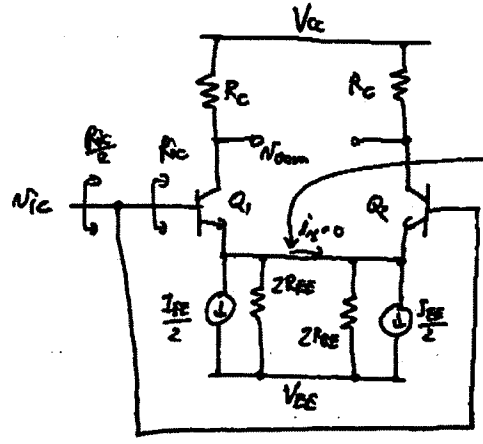 Vcc
Rc
Rc
Ric/2
Ric
vocm
vic
Q1
ix=0
Q2
IEE/2
2REE
2REE
IEE/2
VEE